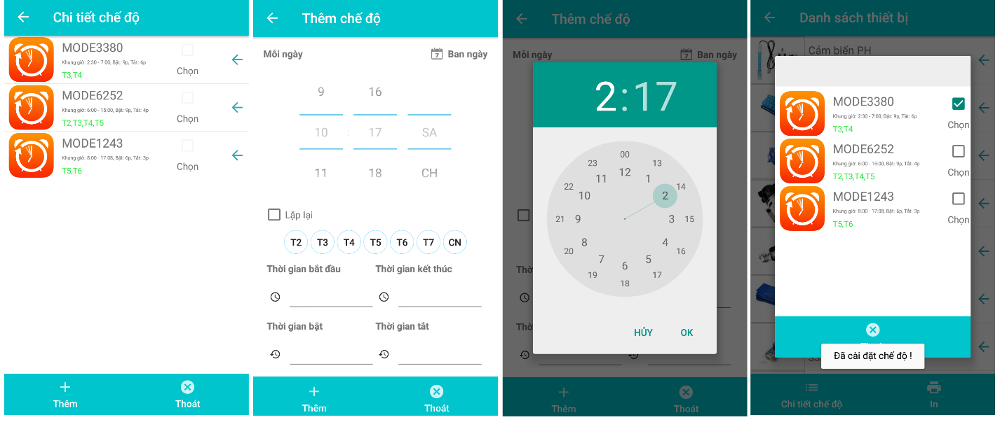 Chi tiết chế độ
MODE3380
Khung giờ: 2:30 - 7:00, Bật: 9p, Tắt: 6p
T3,T4
Chọn
MODE6252
Khung giờ: 6:00 - 15:00, Bật: 9p, Tắt: 4p
T2,T3,T4,T5
Chọn
MODE1243
Khung giờ: 8:00 - 17:08, Bật: 6p, Tắt: 3p
T5,T6
Chọn
Thêm
Thoát
Thêm chế độ
Mỗi ngày
7 Ban ngày
9 16
10 : 17 SA
11 18 CH
Lặp lại
T2 T3 T4 T5 T6 T7 CN
Thời gian bắt đầu Thời gian kết thúc
Thời gian bật Thời gian tắt
Thêm
Thoát
Thêm chế độ
Mỗi ngày
7 Ban ngày
2:17
00
23 13
12
11 1
22 14
10 2
21 9 3 15
8 4
20 16
7 5
6
19 17
18
HỦY OK
Thêm
Thoát
Danh sách thiết bị
Cảm biến PH
MODE3380
Khung giờ: 2:30 - 7:00, Bật: 9p, Tắt: 6p
T3,T4
Chọn
MODE6252
Khung giờ: 6:00 - 15:00, Bật: 9p, Tắt: 4p
T2,T3,T4,T5
Chọn
MODE1243
Khung giờ: 8:00 - 17:08, Bật: 6p, Tắt: 3p
T5,T6
Chọn
Đã cài đặt chế độ !
Chi tiết chế độ
In